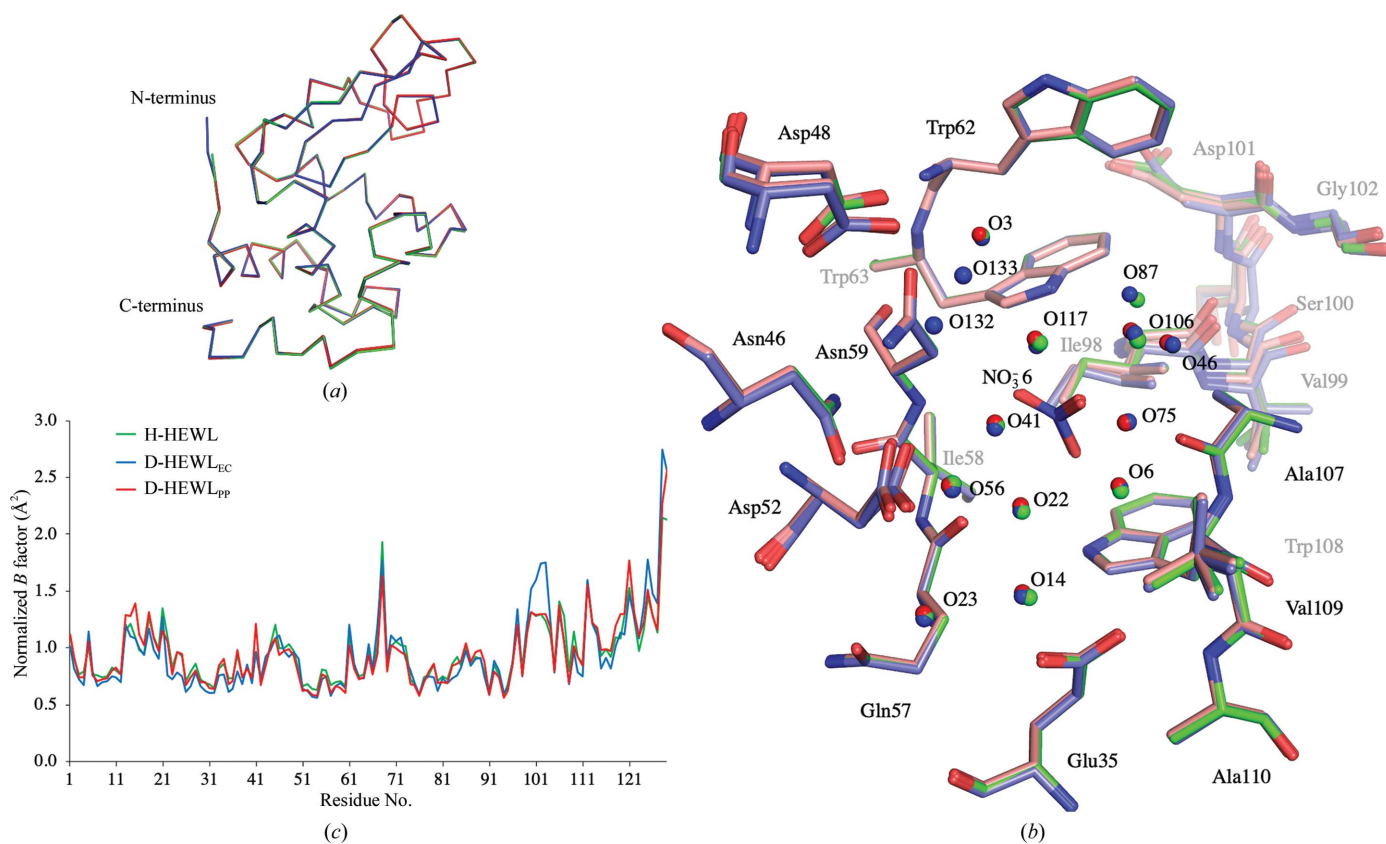 N-terminus
C-terminus
(a)
Normalized B factor (Å²)
3.0
2.5
2.0
1.5
1.0
0.5
0.0
H-HEWL
D-HEWL_EC
D-HEWL_PP
1 11 21 31 41 51 61 71 81 91 101 111 121
Residue No.
(c)
Asp48
Trp62
Asp101
Gly102
O3
Trp63
O133
O87
Ser100
O132
O117
O106
Asn46
Asn59
Ile98
O46
NO₃⁻6
Val99
O41
O75
Ile58
O6
Ala107
Asp52
O56
O22
Trp108
O14
Val109
O23
Gln57
Glu35
Ala110
(b)